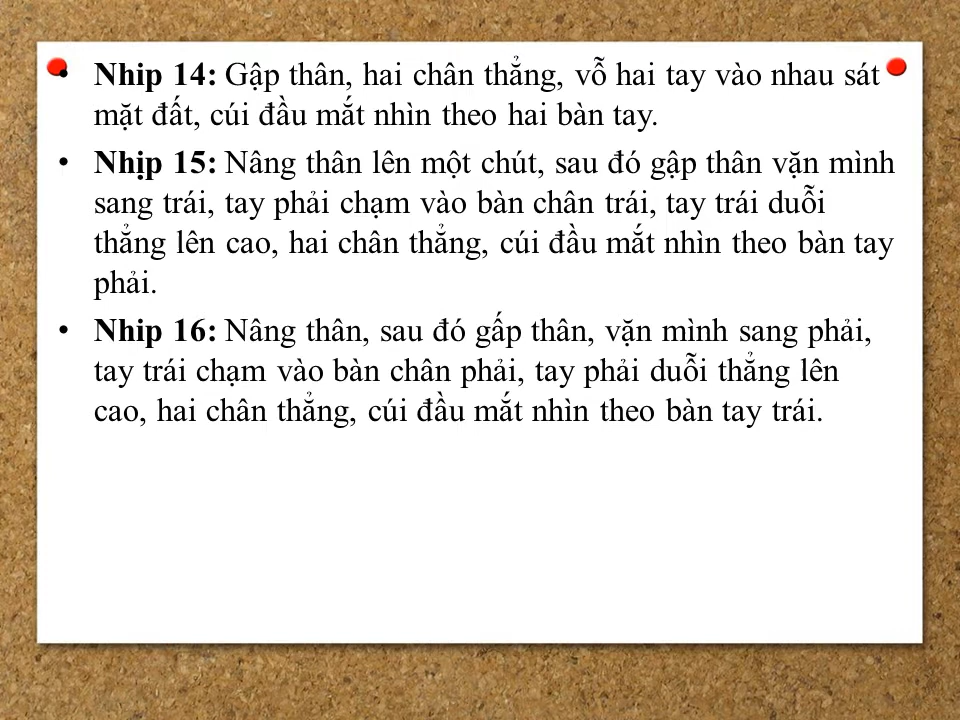 • Nhip 14: Gập thân, hai chân thẳng, vỗ hai tay vào nhau sát
mặt đất, cúi đầu mắt nhìn theo hai bàn tay.
• Nhịp 15: Nâng thân lên một chút, sau đó gập thân vặn mình
sang trái, tay phải chạm vào bàn chân trái, tay trái duỗi
thẳng lên cao, hai chân thẳng, cúi đầu mắt nhìn theo bàn tay
phải.
• Nhip 16: Nâng thân, sau đó gấp thân, vặn mình sang phải,
tay trái chạm vào bàn chân phải, tay phải duỗi thẳng lên
cao, hai chân thẳng, cúi đầu mắt nhìn theo bàn tay trái.